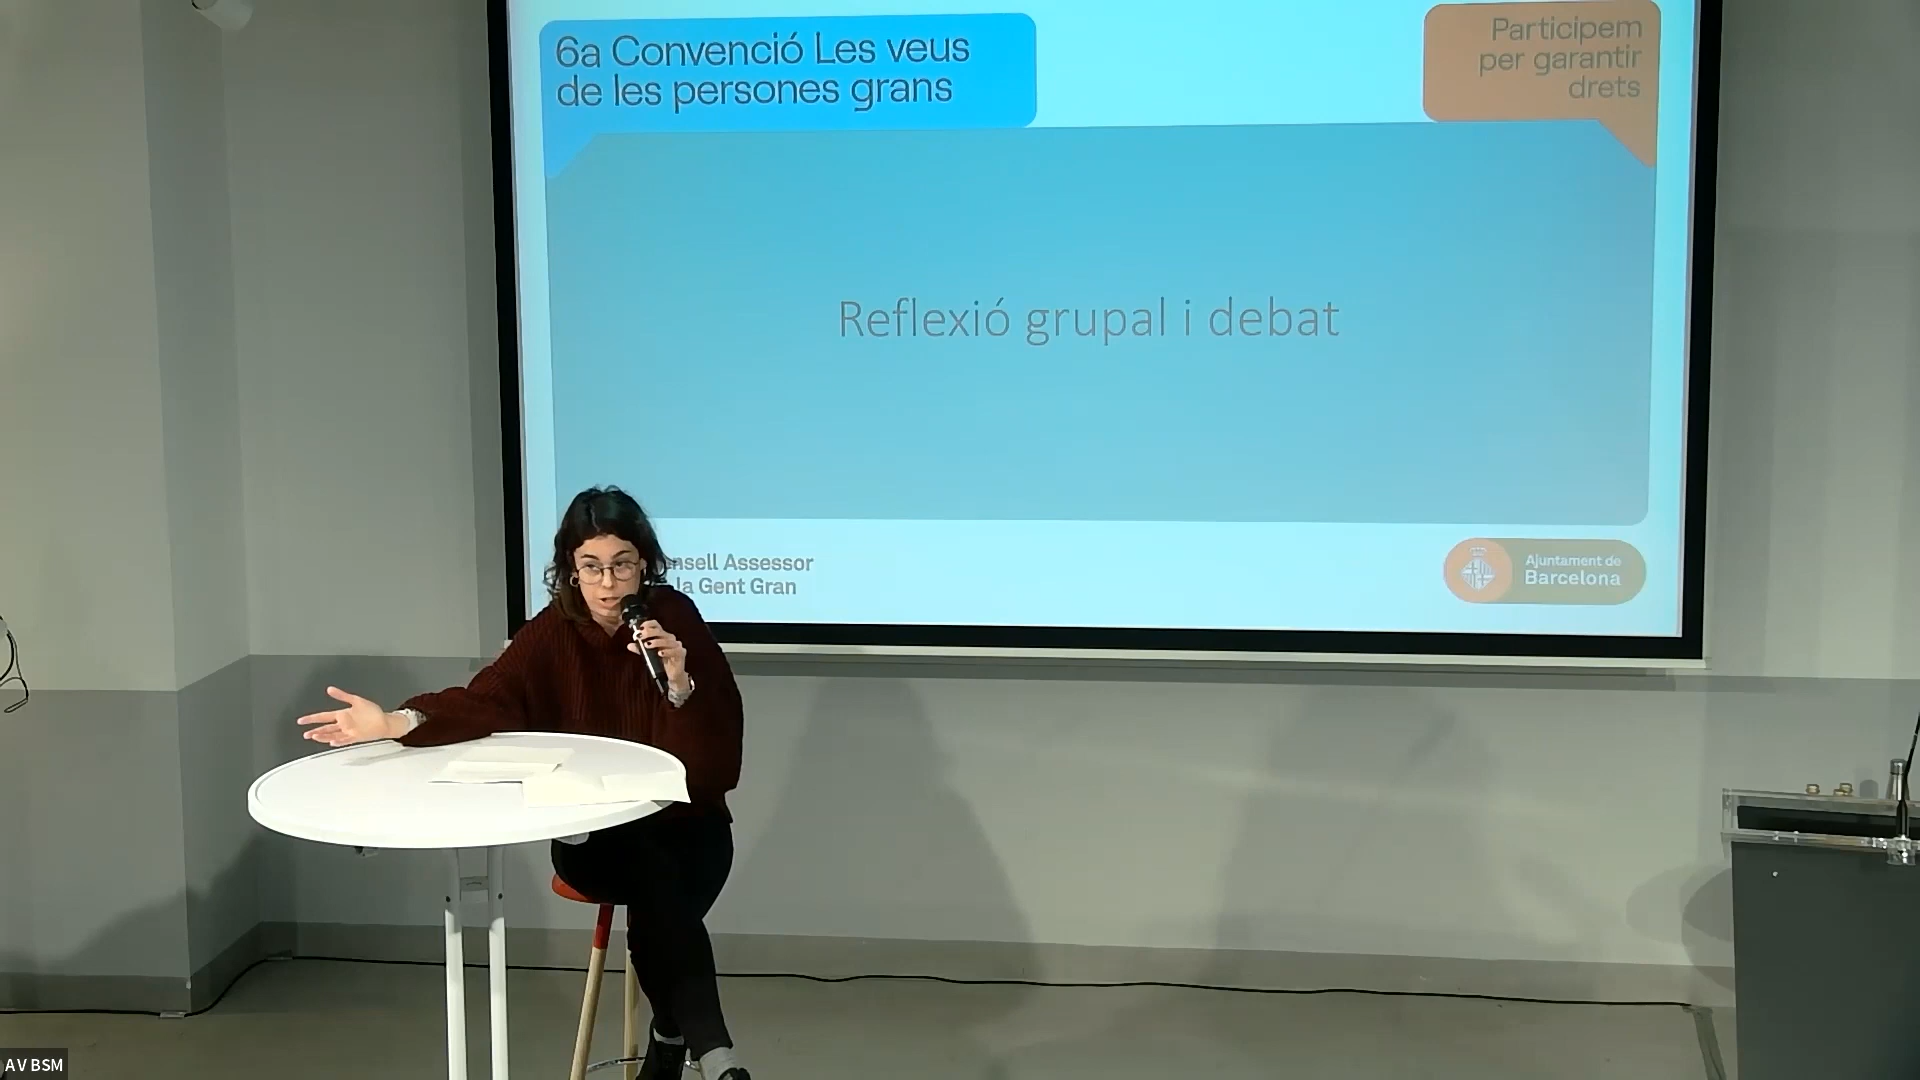 6a Convenció Les veus
de les persones grans
Participem
per garantir
drets
Reflexió grupal i debat
Assessor
la Gent Gran
Ajuntament de
Barcelona
AV BSM